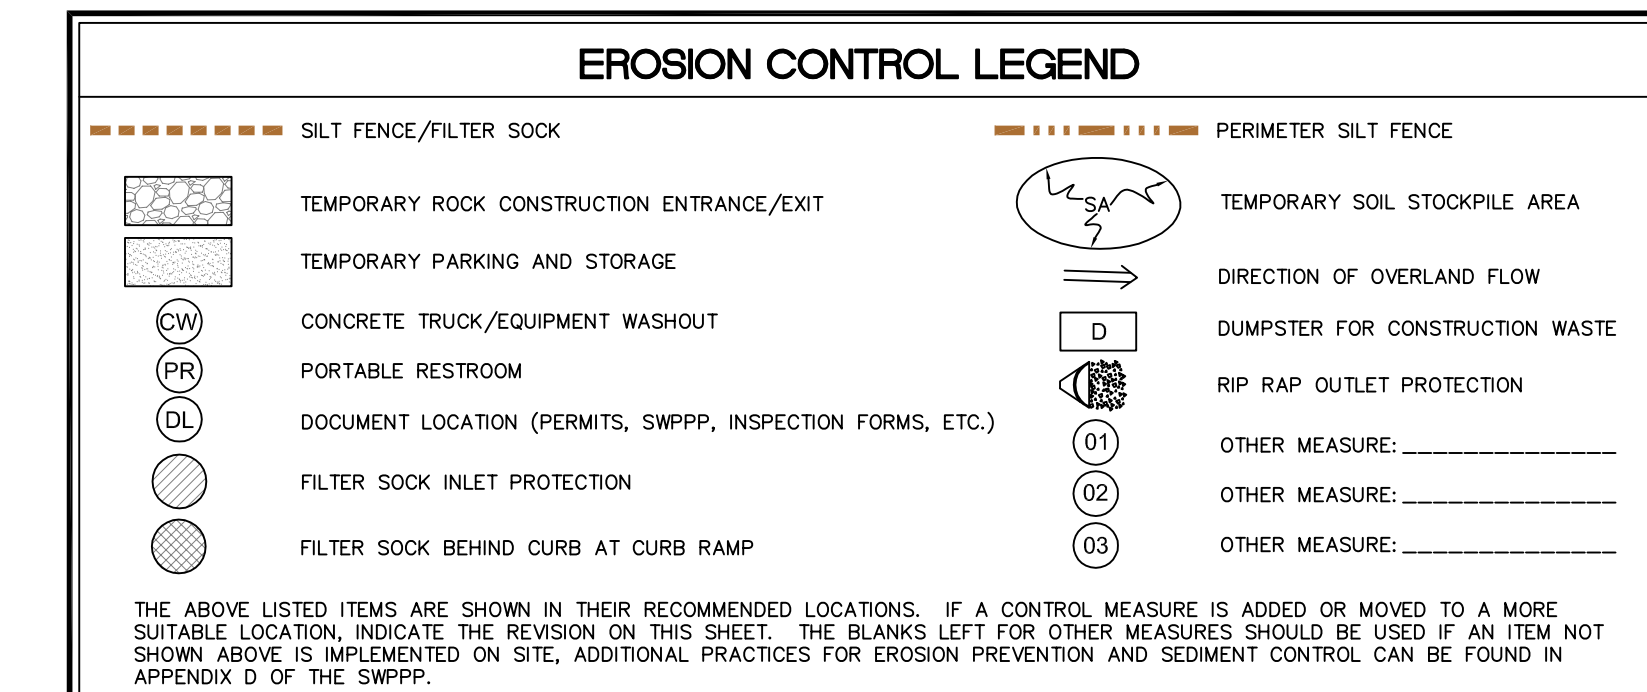 EROSION CONTROL LEGEND
SILT FENCE/FILTER SOCK
TEMPORARY ROCK CONSTRUCTION ENTRANCE/EXIT
TEMPORARY PARKING AND STORAGE
CW CONCRETE TRUCK/EQUIPMENT WASHOUT
PR PORTABLE RESTROOM
DL DOCUMENT LOCATION (PERMITS, SWPPP, INSPECTION FORMS, ETC.)
FILTER SOCK INLET PROTECTION
FILTER SOCK BEHIND CURB AT CURB RAMP
PERIMETER SILT FENCE
SA TEMPORARY SOIL STOCKPILE AREA
DIRECTION OF OVERLAND FLOW
D DUMPSTER FOR CONSTRUCTION WASTE
RIP RAP OUTLET PROTECTION
01 OTHER MEASURE: ______________
02 OTHER MEASURE: ______________
03 OTHER MEASURE: ______________
THE ABOVE LISTED ITEMS ARE SHOWN IN THEIR RECOMMENDED LOCATIONS. IF A CONTROL MEASURE IS ADDED OR MOVED TO A MORE
SUITABLE LOCATION, INDICATE THE REVISION ON THIS SHEET. THE BLANKS LEFT FOR OTHER MEASURES SHOULD BE USED IF AN ITEM NOT
SHOWN ABOVE IS IMPLEMENTED ON SITE, ADDITIONAL PRACTICES FOR EROSION PREVENTION AND SEDIMENT CONTROL CAN BE FOUND IN
APPENDIX D OF THE SWPPP.